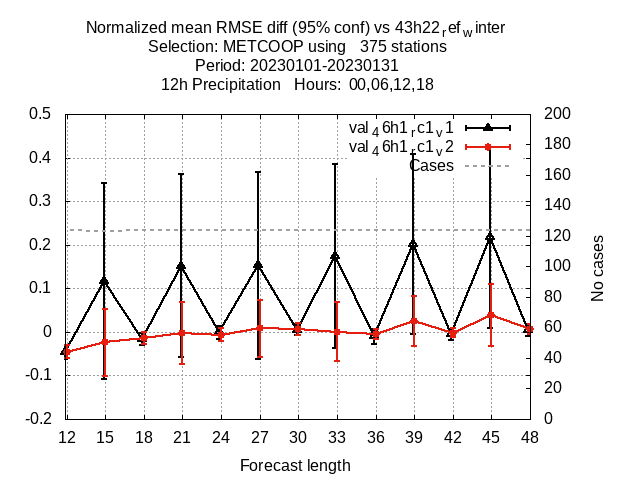 Normalized mean RMSE diff (95% conf) vs 43h22refwinter
Selection: METCOOP using 375 stations
Period: 20230101-20230131
12h Precipitation Hours: 00,06,12,18
0.5 200
val46h1rc1v1
180
val46h1rc1v2
0.4 Cases 160
0.3 140
120
0.2 100
0.1 80
0 60
40
-0.1 20
-0.2 0
No cases
12 15 18 21 24 27 30 33 36 39 42 45 48
Forecast length